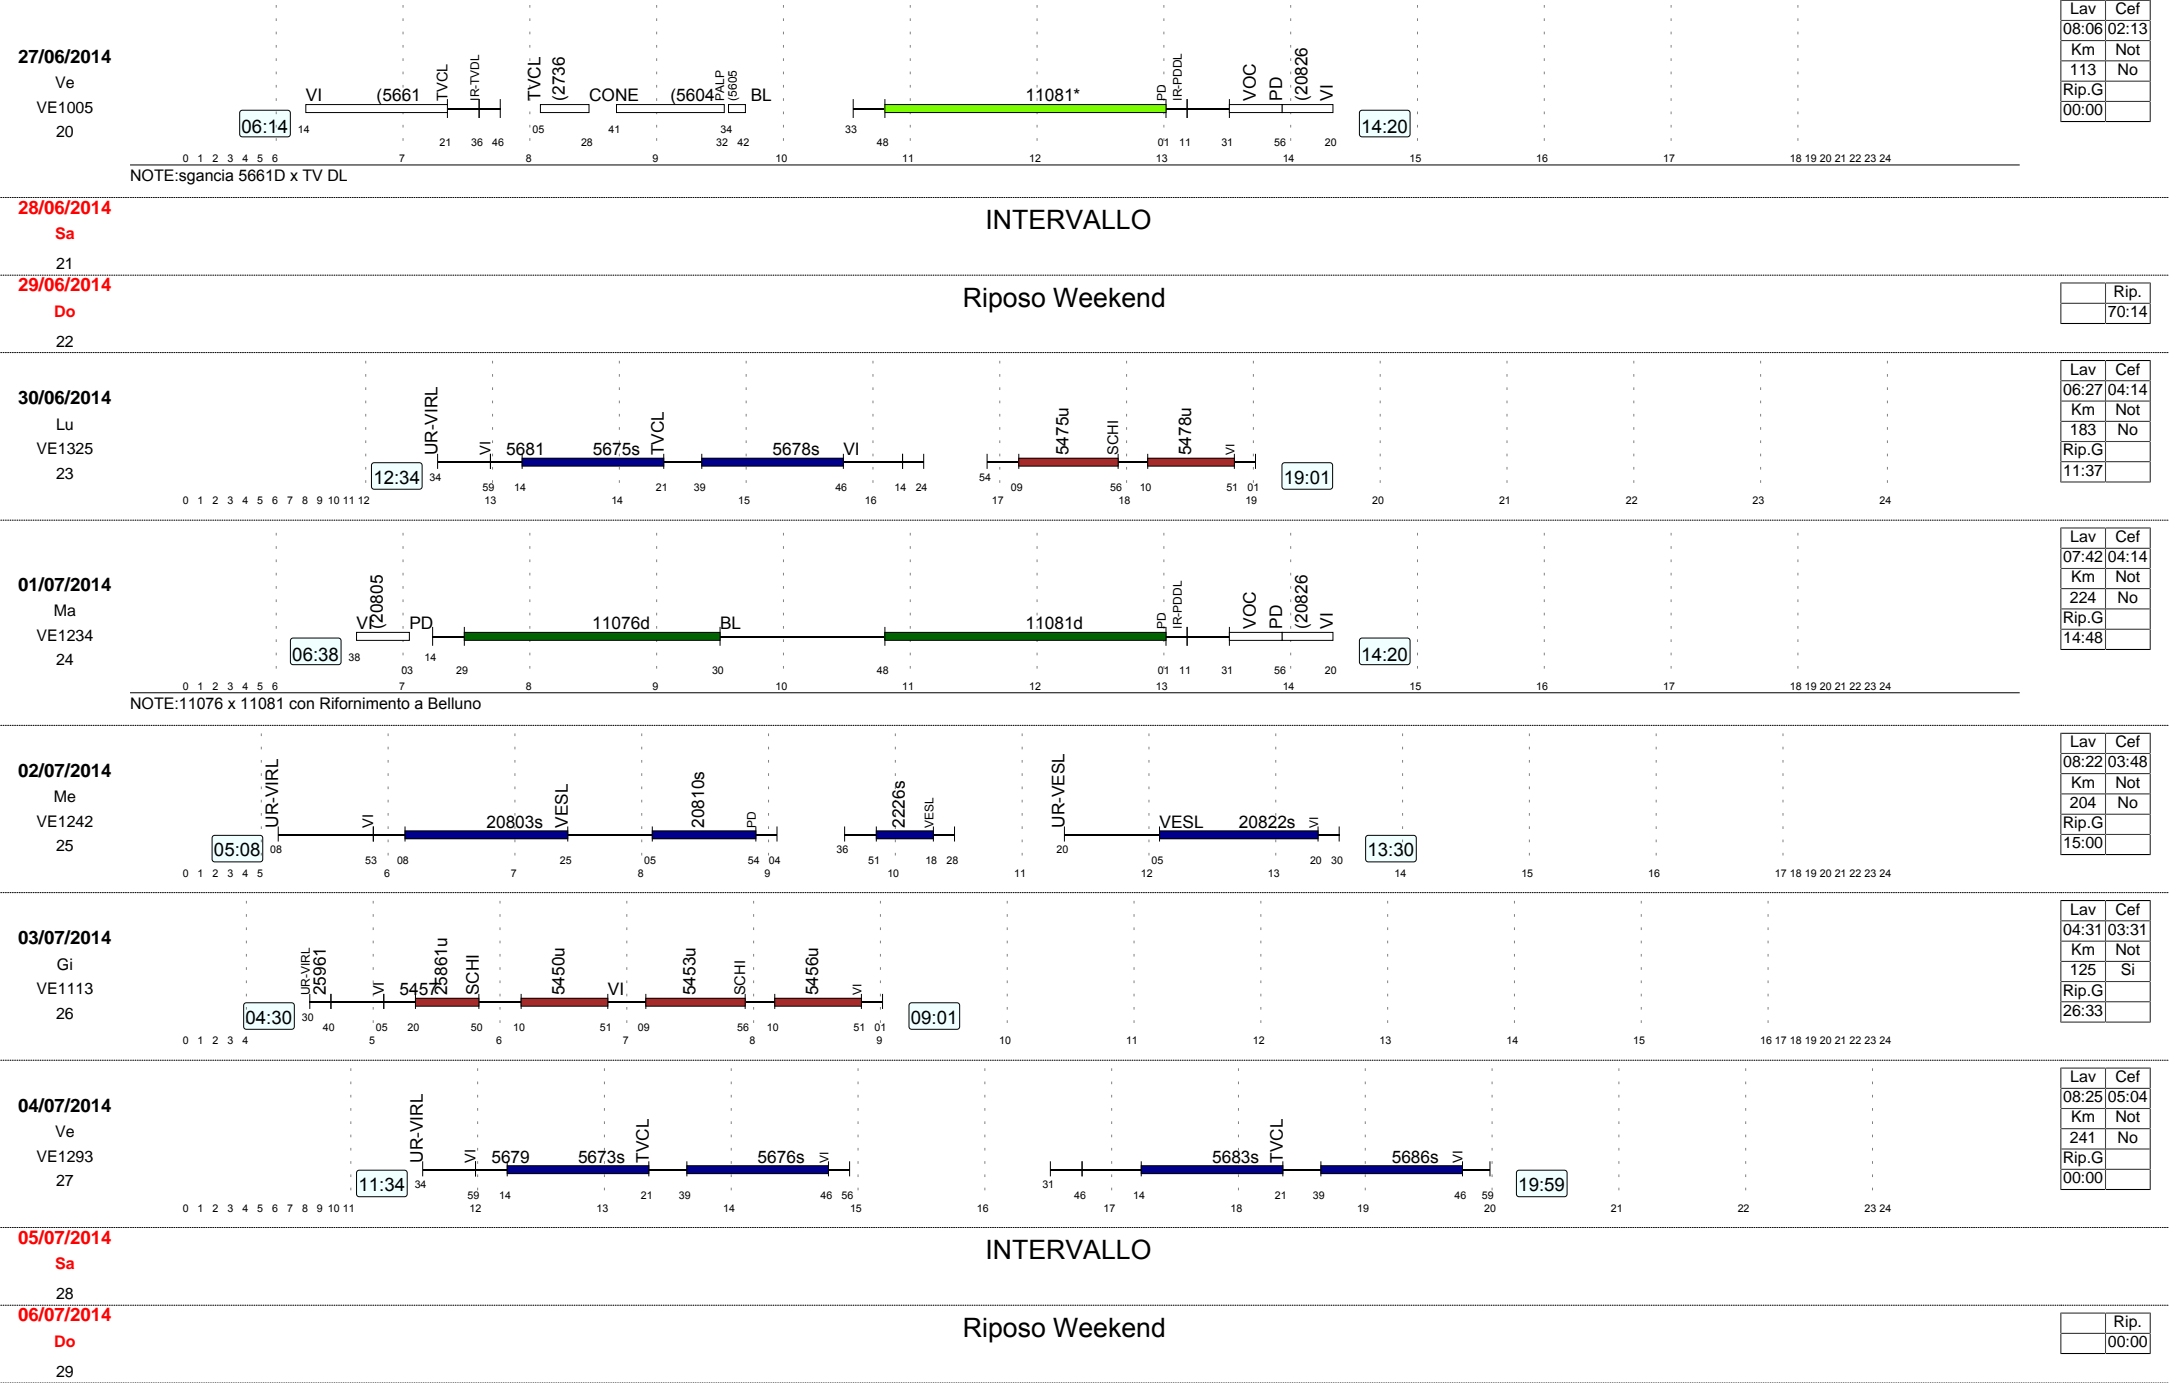 Lav Cef
08:06 02:13
Km Not
113 No
Rip.G
00:00
27/06/2014
Ve
VE1005
20
06:14
VI (5661 TVCL IR-TVDL TVCL (2736 CONE (5604 PALP (5605 BL 11081* PD IR-PDDL VOC PD (20826 VI
14:20
14 21 36 46 05 28 41 32 34 42 33 48 01 11 31 56 20
0 1 2 3 4 5 6 7 8 9 10 11 12 13 14 15 16 17 18 19 20 21 22 23 24
NOTE:sgancia 5661D x TV DL
28/06/2014
Sa
21
INTERVALLO
29/06/2014
Do
22
Riposo Weekend
Rip.
70:14
30/06/2014
Lu
VE1325
23
12:34
UR-VIRL VI 5681 5675s TVCL 5678s VI 5475u SCHI 5478u VI
19:01
34 59 14 21 39 46 14 24 54 09 56 10 51 01
0 1 2 3 4 5 6 7 8 9 10 11 12 13 14 15 16 17 18 19 20 21 22 23 24
Lav Cef
06:27 04:14
Km Not
183 No
Rip.G
11:37
01/07/2014
Ma
VE1234
24
06:38
VI (20805 PD 11076d BL 11081d PD IR-PDDL VOC PD (20826 VI
14:20
38 03 14 29 30 48 01 11 31 56 20
0 1 2 3 4 5 6 7 8 9 10 11 12 13 14 15 16 17 18 19 20 21 22 23 24
NOTE:11076 x 11081 con Rifornimento a Belluno
Lav Cef
07:42 04:14
Km Not
224 No
Rip.G
14:48
02/07/2014
Me
VE1242
25
05:08
UR-VIRL VI 20803s VESL 20810s PD 2226s VESL UR-VESL VESL 20822s VI
13:30
08 53 08 25 05 54 04 36 51 18 28 20 05 20 30
0 1 2 3 4 5 6 7 8 9 10 11 12 13 14 15 16 17 18 19 20 21 22 23 24
Lav Cef
08:22 03:48
Km Not
204 No
Rip.G
15:00
03/07/2014
Gi
VE1113
26
04:30
UR-VIRL 25961 VI 5457 25861u SCHI 5450u VI 5453u SCHI 5456u VI
09:01
30 40 05 20 50 10 51 09 56 10 51 01
0 1 2 3 4 5 6 7 8 9 10 11 12 13 14 15 16 17 18 19 20 21 22 23 24
Lav Cef
04:31 03:31
Km Not
125 Si
Rip.G
26:33
04/07/2014
Ve
VE1293
27
11:34
UR-VIRL VI 5679 5673s TVCL 5676s VI 5683s TVCL 5686s VI
19:59
34 59 14 21 39 46 56 31 46 14 21 39 46 59
0 1 2 3 4 5 6 7 8 9 10 11 12 13 14 15 16 17 18 19 20 21 22 23 24
Lav Cef
08:25 05:04
Km Not
241 No
Rip.G
00:00
05/07/2014
Sa
28
INTERVALLO
06/07/2014
Do
29
Riposo Weekend
Rip.
00:00